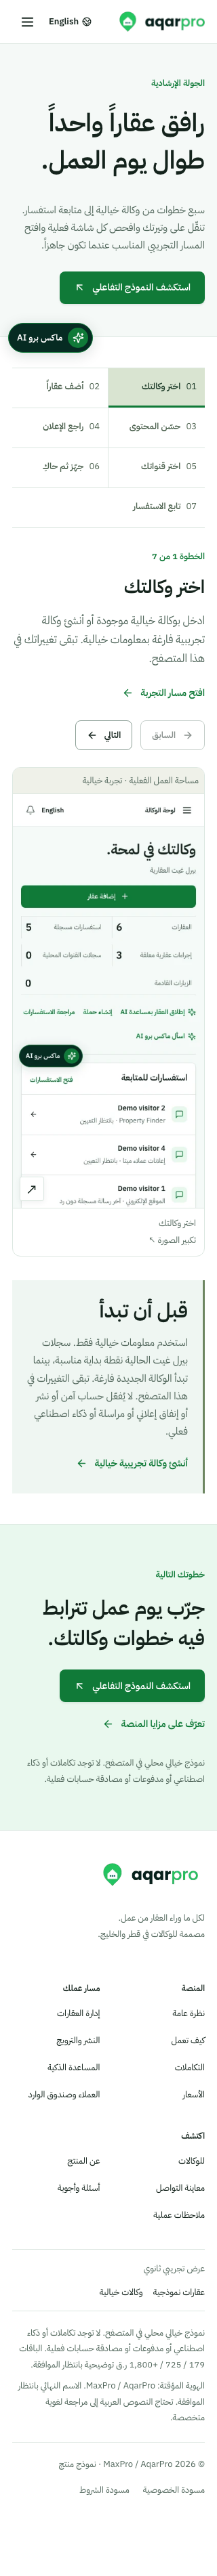 aqarpro
English
الجولة الإرشادية
رافق عقاراً واحداً
طوال يوم العمل.
سبع خطوات من وكالة خيالية إلى متابعة استفسار.
تنقّل على وتيرتك وافحص كل شاشة فعلية وافتح
المسار التجريبي المناسب عندما تكون جاهزاً.
استكشف النموذج التفاعلي
ماكس برو AI
01 اختر وكالتك
02 أضف عقاراً
03 حسّن المحتوى
04 راجع الإعلان
05 اختر قنواتك
06 جهّز ثم حاكِ
07 تابع الاستفسار
الخطوة 1 من 7
اختر وكالتك
ادخل بوكالة خيالية موجودة أو أنشئ وكالة
تجريبية فارغة بمعلومات خيالية. تبقى تغييراتك في
هذا المتصفح.
افتح مسار التجربة
السابق
التالي
مساحة العمل الفعلية · تجربة خيالية
لوحة الوكالة
English
وكالتك في لمحة.
بيرل غيت العقارية
إضافة عقار
العقارات 6
استفسارات مسجلة 5
إجراءات عقارية معلقة 3
سجلات القنوات المحلية 0
الزيارات القادمة 0
إطلاق العقار بمساعدة AI
إنشاء حملة
مراجعة الاستفسارات
اسأل ماكس برو AI
ماكس برو AI
استفسارات للمتابعة
فتح الاستفسارات
Demo visitor 2
Property Finder · بانتظار التعيين
Demo visitor 4
إعلانات عملاء ميتا · بانتظار التعيين
Demo visitor 1
الموقع الإلكتروني · آخر رسالة مسجلة دون رد
اختر وكالتك
تكبير الصورة ↖
قبل أن تبدأ
استخدم معلومات خيالية فقط. سجلات
بيرل غيت الحالية نقطة بداية مناسبة، بينما
تبدأ الوكالة الجديدة فارغة. تبقى التغييرات في
هذا المتصفح. لا يُفعّل حساب آمن أو نشر
أو إنفاق إعلاني أو مراسلة أو ذكاء اصطناعي
فعلي.
أنشئ وكالة تجريبية خيالية
خطوتك التالية
جرّب يوم عمل تترابط
فيه خطوات وكالتك.
استكشف النموذج التفاعلي
تعرّف على مزايا المنصة
نموذج خيالي محلي في المتصفح. لا توجد تكاملات أو ذكاء
اصطناعي أو مدفوعات أو مصادقة حسابات فعلية.
aqarpro
لكل ما وراء العقار من عمل.
مصممة للوكالات في قطر والخليج.
المنصة
نظرة عامة
كيف تعمل
التكاملات
الأسعار
مسار عملك
إدارة العقارات
النشر والترويج
المساعدة الذكية
العملاء وصندوق الوارد
اكتشف
للوكالات
معاينة التواصل
ملاحظات عملية
عن المنتج
أسئلة وأجوبة
عرض تجريبي ثانوي
عقارات نموذجية
وكالات خيالية
نموذج خيالي محلي في المتصفح. لا توجد تكاملات أو ذكاء
اصطناعي أو مدفوعات أو مصادقة حسابات فعلية. الباقات
179 / 725 / +1,800 ر.ق توضيحية بانتظار الموافقة.
الهوية المؤقتة: MaxPro / AqarPro. الاسم النهائي بانتظار
الموافقة. تحتاج النصوص العربية إلى مراجعة لغوية
متخصصة.
© 2026 MaxPro / AqarPro · نموذج منتج
مسودة الخصوصية
مسودة الشروط